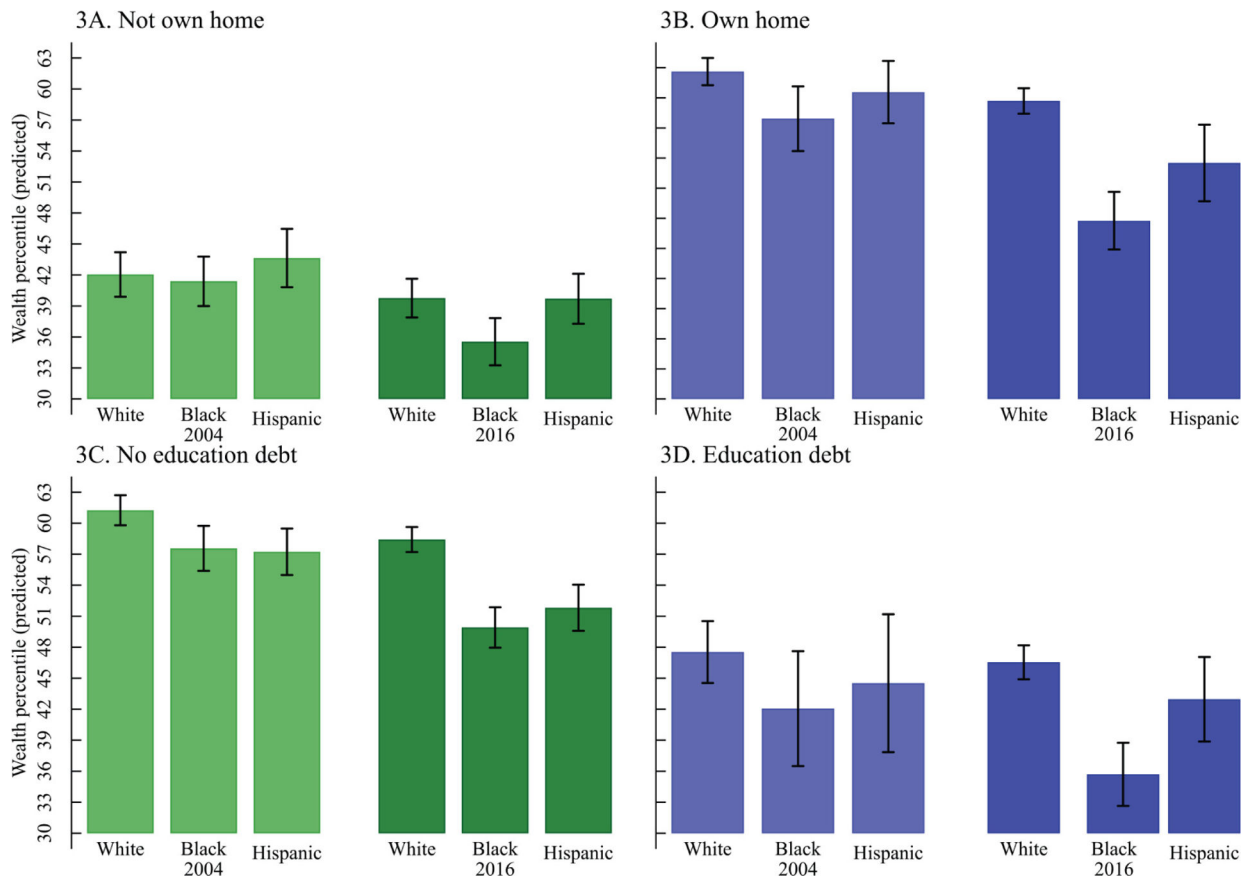 3A. Not own home
3B. Own home
Wealth percentile (predicted)
63
60
57
54
51
48
45
42
39
36
33
30
White Black Hispanic White Black Hispanic
2004 2016
White Black Hispanic White Black Hispanic
2004 2016
3C. No education debt
3D. Education debt
Wealth percentile (predicted)
63
60
57
54
51
48
45
42
39
36
33
30
White Black Hispanic White Black Hispanic
2004 2016
White Black Hispanic White Black Hispanic
2004 2016